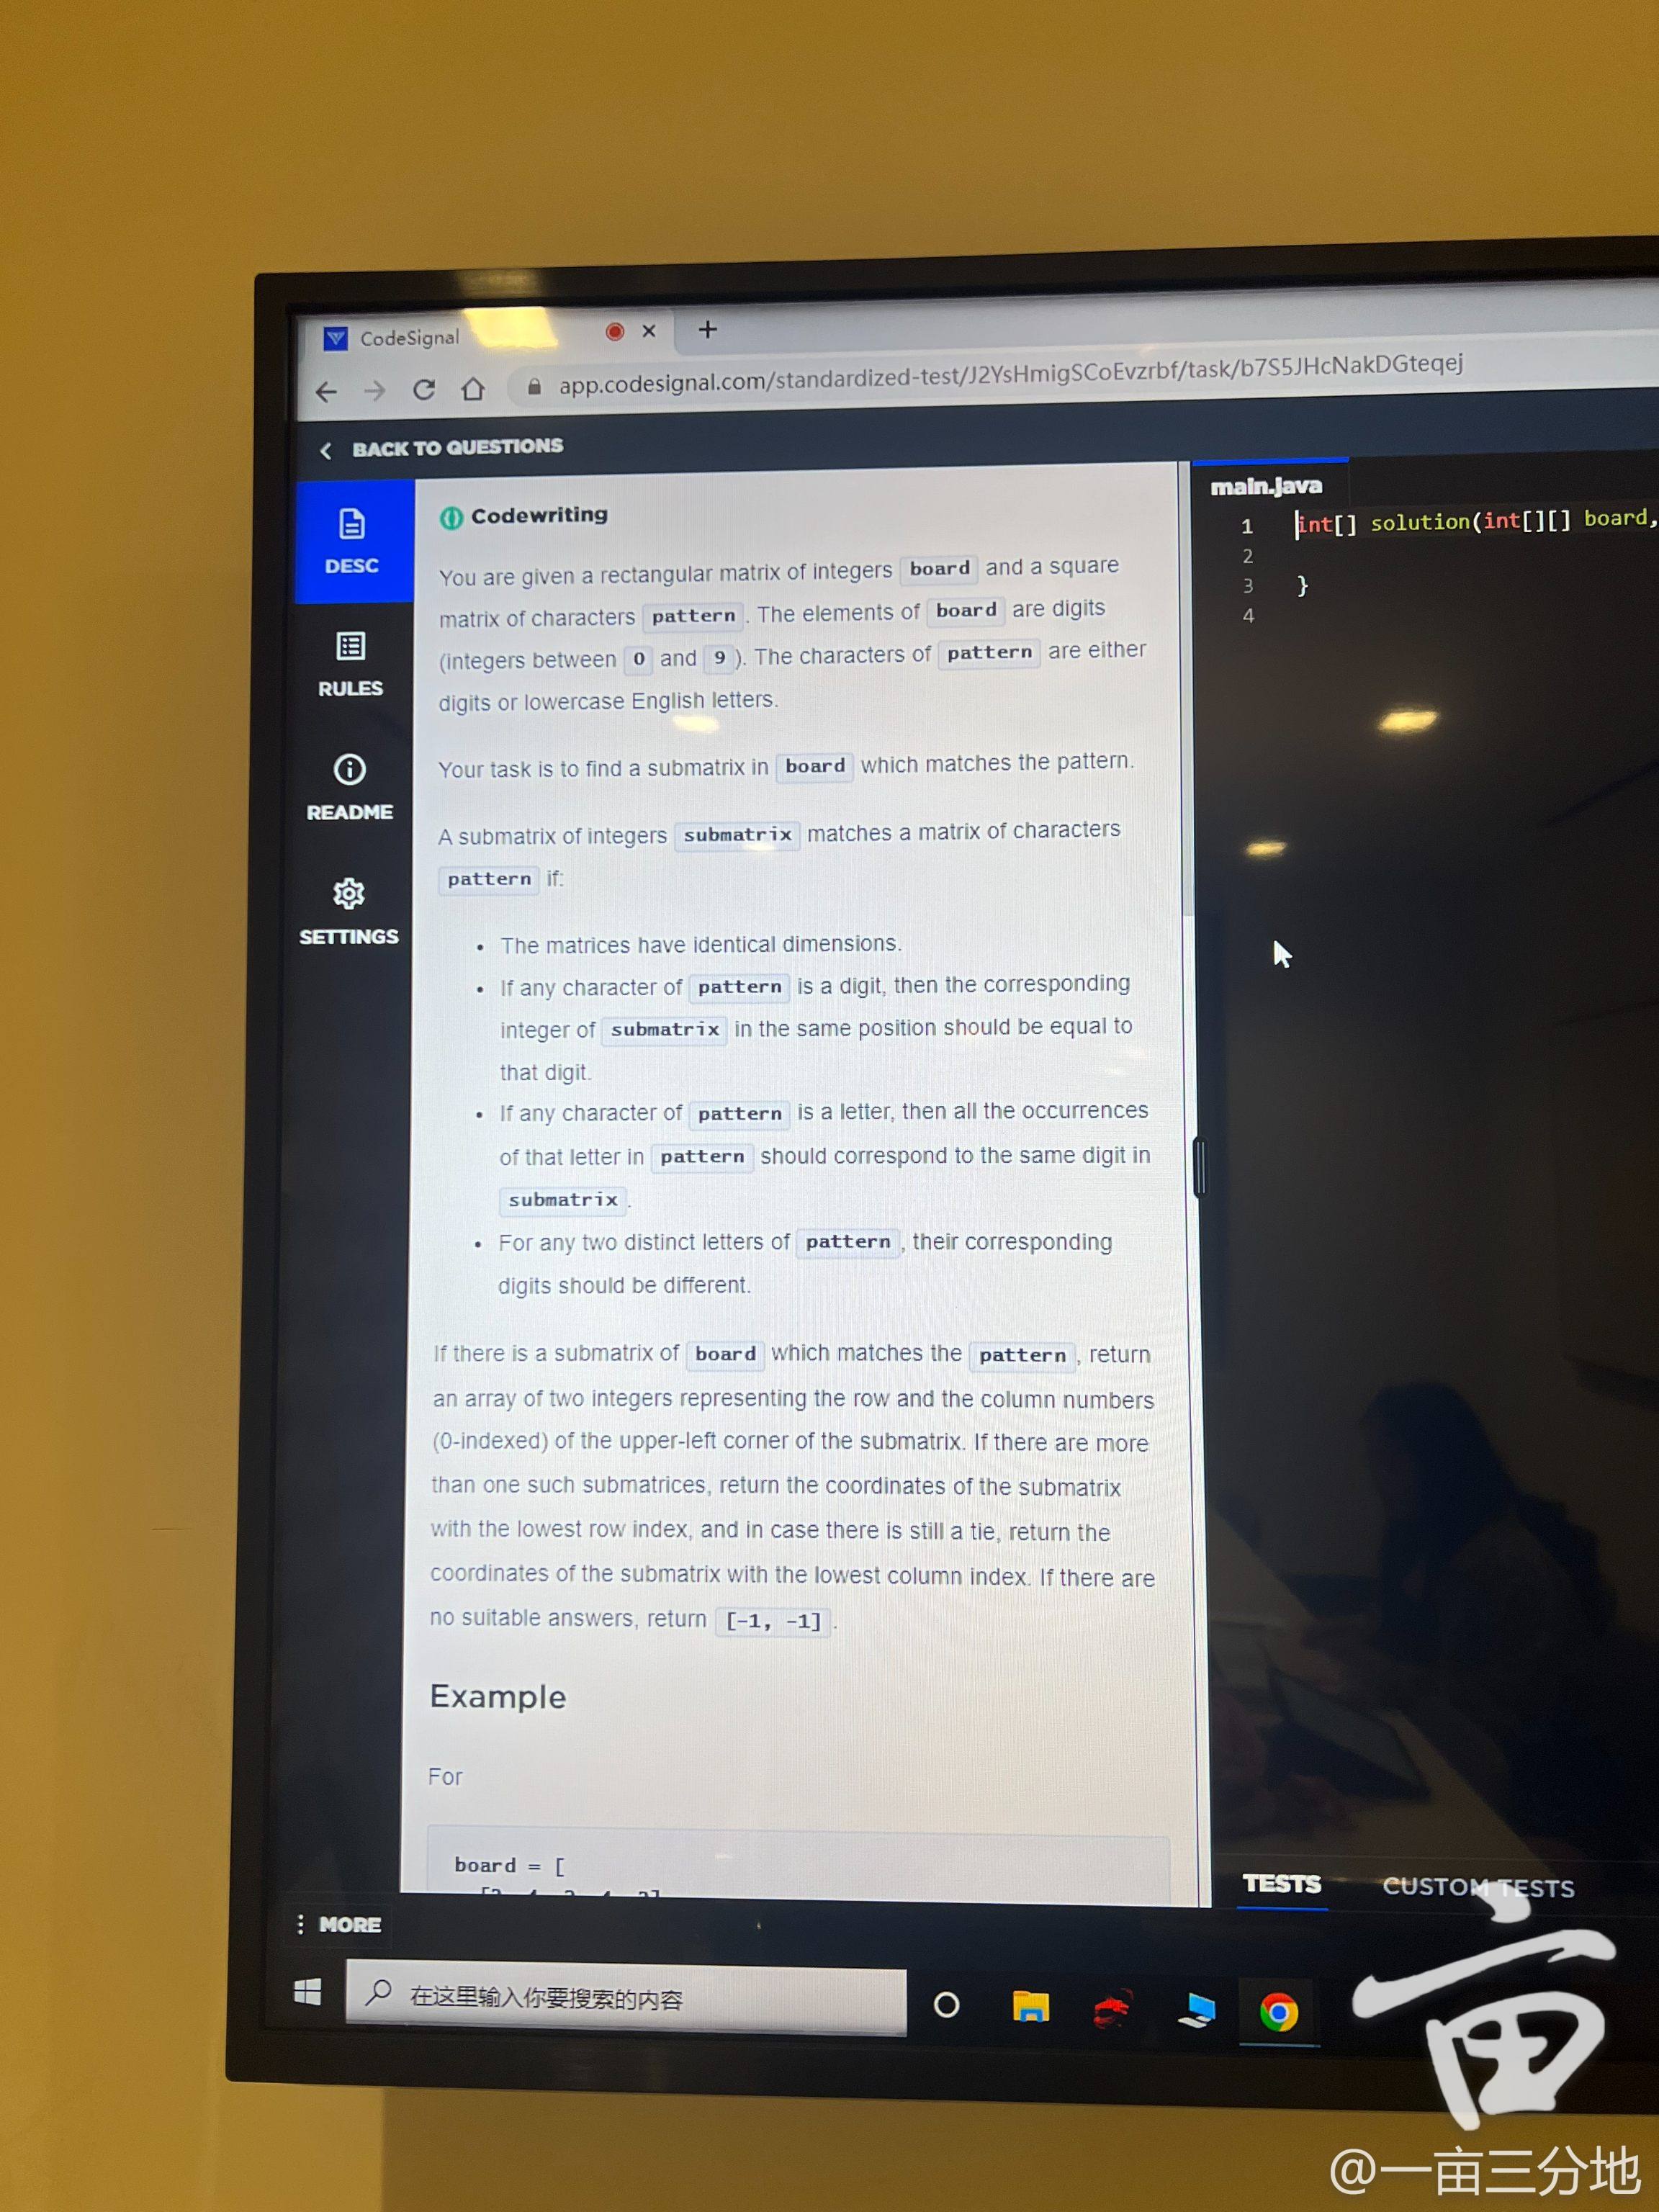 CodeSignal
app.codesignal.com/standardized-test/J2YsHmigSCoEvzrbf/task/b7S5JHcNakDGteqej
BACK TO QUESTIONS
DESC
RULES
README
SETTINGS
Codewriting
You are given a rectangular matrix of integers board and a square
matrix of characters pattern. The elements of board are digits
(integers between 0 and 9). The characters of pattern are either
digits or lowercase English letters.
Your task is to find a submatrix in board which matches the pattern.
A submatrix of integers submatrix matches a matrix of characters
pattern if:
• The matrices have identical dimensions.
• If any character of pattern is a digit, then the corresponding
integer of submatrix in the same position should be equal to
that digit.
• If any character of pattern is a letter, then all the occurrences
of that letter in pattern should correspond to the same digit in
submatrix.
• For any two distinct letters of pattern, their corresponding
digits should be different.
If there is a submatrix of board which matches the pattern, return
an array of two integers representing the row and the column numbers
(0-indexed) of the upper-left corner of the submatrix. If there are more
than one such submatrices, return the coordinates of the submatrix
with the lowest row index, and in case there is still a tie, return the
coordinates of the submatrix with the lowest column index. If there are
no suitable answers, return [-1, -1].
Example
For
board = [
main.java
1 int[] solution(int[][] board,
2
3 }
4
TESTS CUSTOM TESTS
MORE
在这里输入你要搜索的内容
亩
@一亩三分地